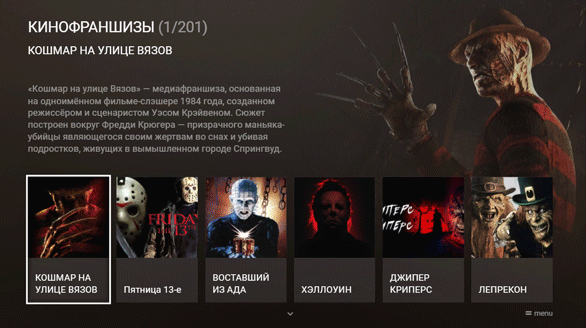 КИНОФРАНШИЗЫ (1/201)
КОШМАР НА УЛИЦЕ ВЯЗОВ
«Кошмар на улице Вязов» — медиафраншиза, основанная
на одноимённом фильме-слэшере 1984 года, созданном
режиссёром и сценаристом Уэсом Крэйвеном. Сюжет
построен вокруг Фредди Крюгера — призрачного маньяка-
убийцы являющегося своим жертвам во снах и убивая
подростков, живущих в вымышленном городе Спрингвуд.
FRIDAY
THE 13TH
ИПЕРС
ИПЕРС
КОШМАР НА
УЛИЦЕ ВЯЗОВ
Пятница 13-е
ВОСТАВШИЙ
ИЗ АДА
ХЭЛЛОУИН
ДЖИПЕР
КРИПЕРС
ЛЕПРЕКОН
menu